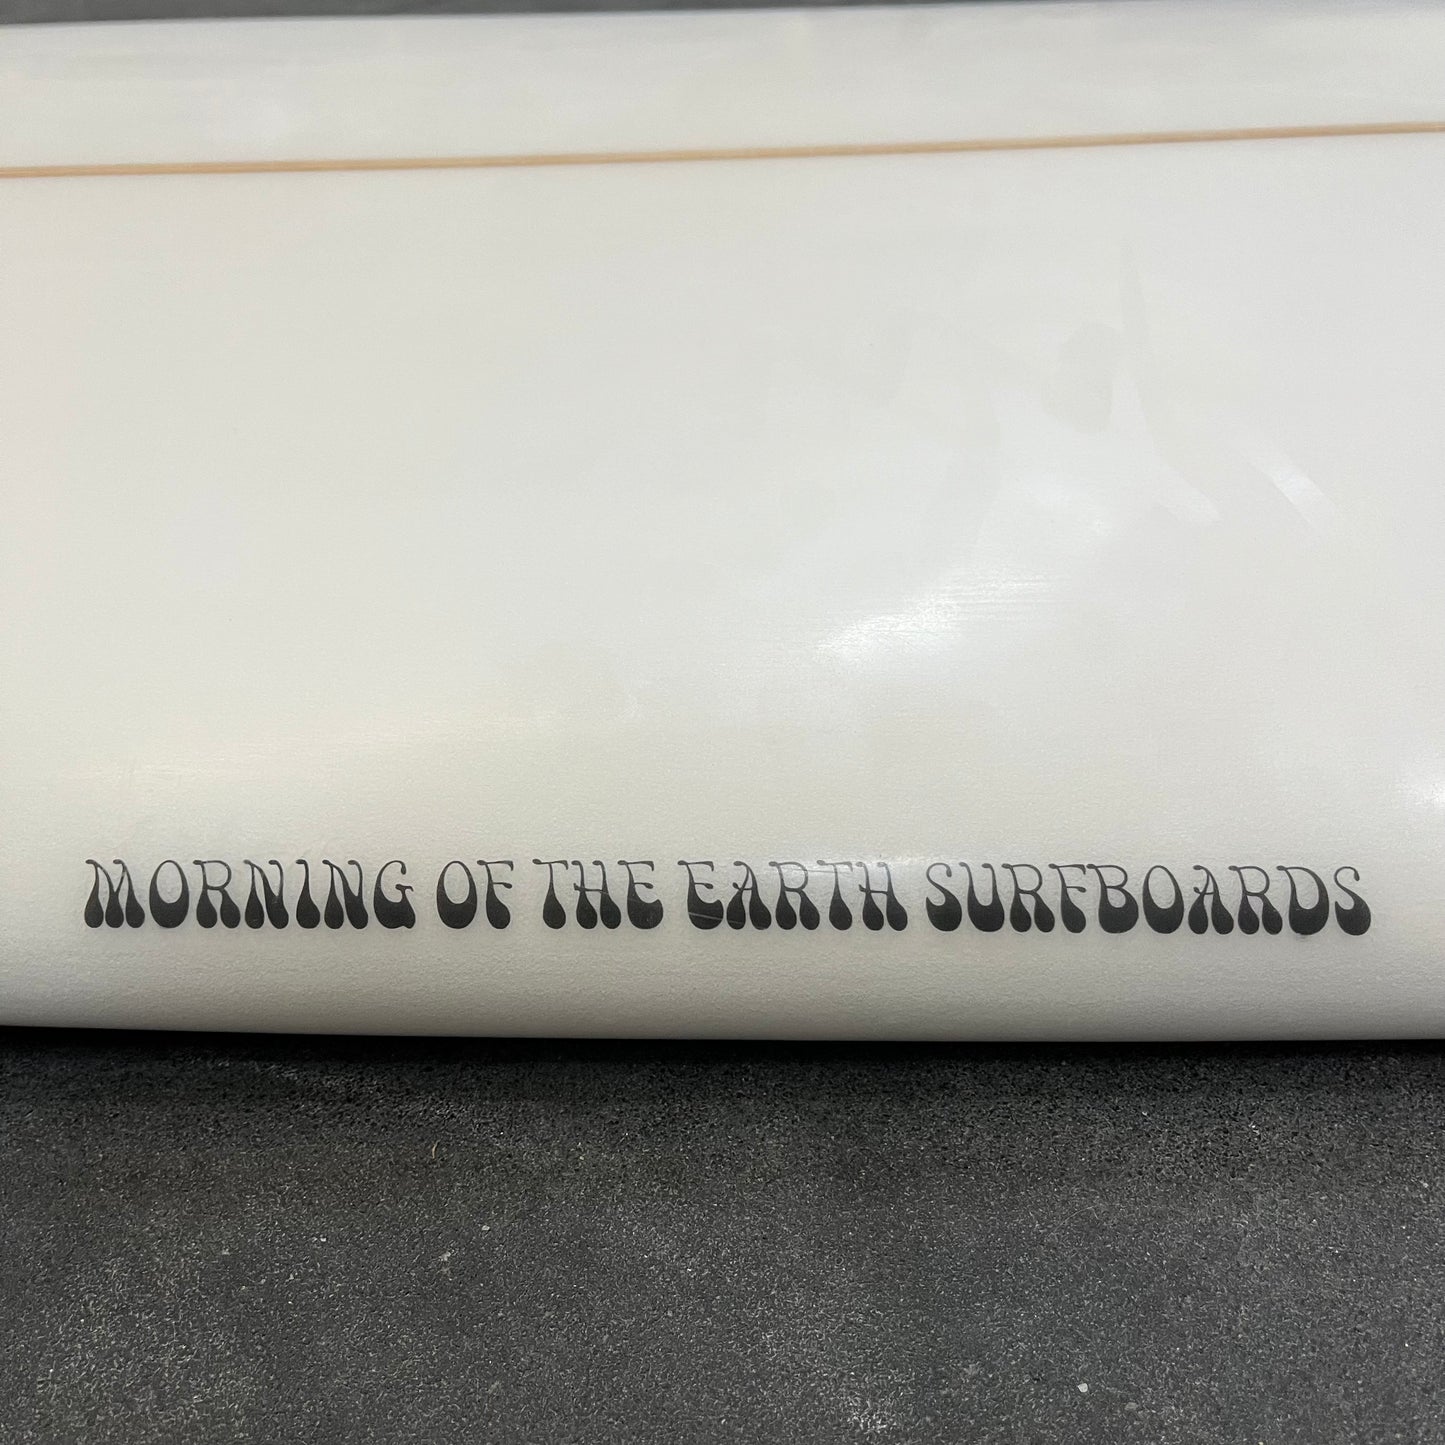 MORNING OF THE EARTH SURFBOARDS